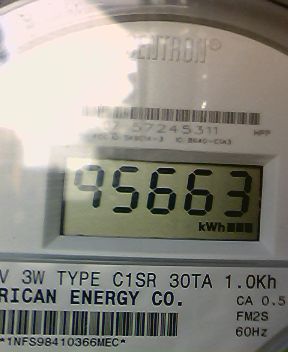 CENTRON®
57245311
95663
kWh
V 3W TYPE C1SR 30TA 1.0Kh
RICAN ENERGY CO. CA 0.5
FM2S
*1NFS98410366MEC* 60Hz